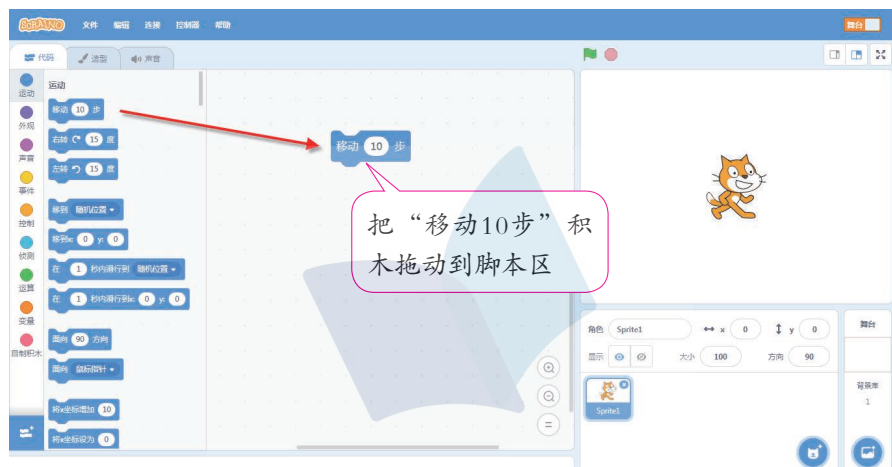 SCRAINO 文件 编辑 连接 控制器 帮助 舞台
代码 造型 声音
运动
外观
声音
事件
控制
侦测
运算
变量
自制积木
运动
移动 10 步
右转 15 度
左转 15 度
移到 随机位置
移到x: 0 y: 0
在 1 秒内滑行到 随机位置
在 1 秒内滑行到x: 0 y: 0
面向 90 方向
面向 鼠标指针
将x坐标增加 10
将x坐标设为 0
移动 10 步
把“移动10步”积
木拖动到脚本区
角色 Sprite1 x 0 y 0
显示 大小 100 方向 90
Sprite1
舞台
背景库
1